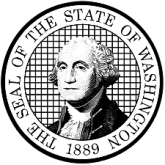 THE SEAL OF THE STATE OF WASHINGTON
1889